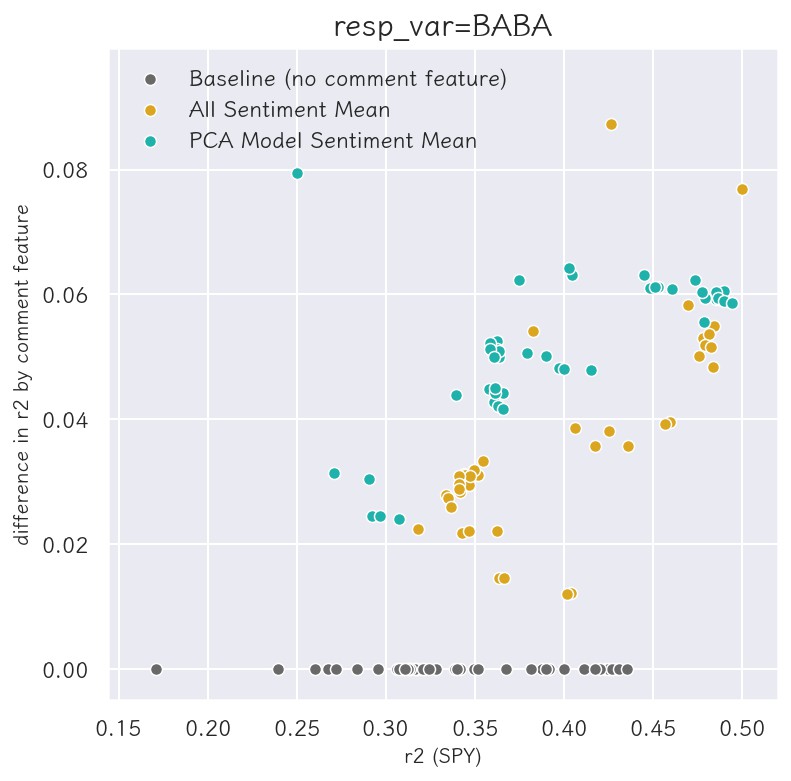 resp_var=BABA
Baseline (no comment feature)
All Sentiment Mean
PCA Model Sentiment Mean
difference in r2 by comment feature
0.08
0.06
0.04
0.02
0.00
0.15 0.20 0.25 0.30 0.35 0.40 0.45 0.50
r2 (SPY)